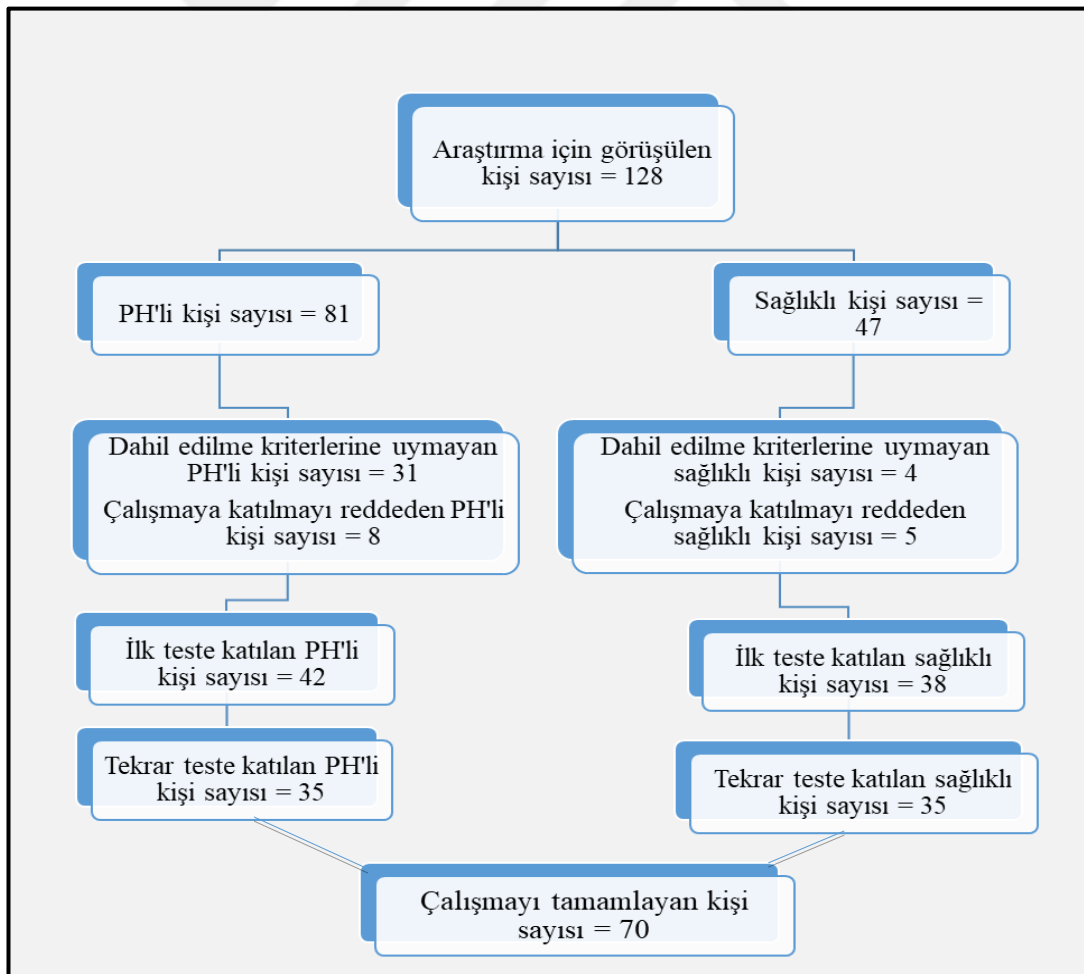 Araştırma için görüşülen
kişi sayısı = 128
PH'li kişi sayısı = 81
Sağlıklı kişi sayısı =
47
Dahil edilme kriterlerine uymayan
PH'li kişi sayısı = 31
Çalışmaya katılmayı reddeden PH'li
kişi sayısı = 8
Dahil edilme kriterlerine uymayan
sağlıklı kişi sayısı = 4
Çalışmaya katılmayı reddeden
sağlıklı kişi sayısı = 5
İlk teste katılan PH'li
kişi sayısı = 42
İlk teste katılan sağlıklı
kişi sayısı = 38
Tekrar teste katılan PH'li
kişi sayısı = 35
Tekrar teste katılan sağlıklı
kişi sayısı = 35
Çalışmayı tamamlayan kişi
sayısı = 70